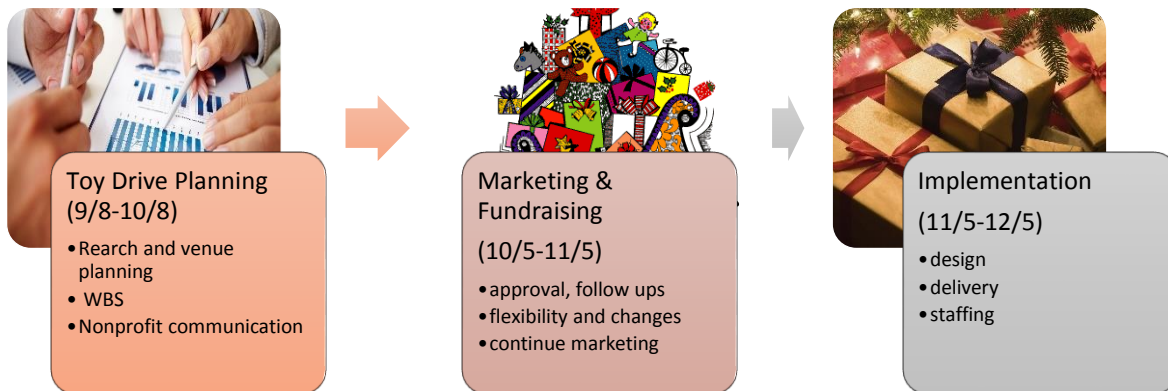 Toy Drive Planning
(9/8-10/8)
•Rearch and venue
planning
• WBS
•Nonprofit communication
Marketing &
Fundraising
(10/5-11/5)
•approval, follow ups
•flexibility and changes
•continue marketing
Implementation
(11/5-12/5)
•design
•delivery
•staffing